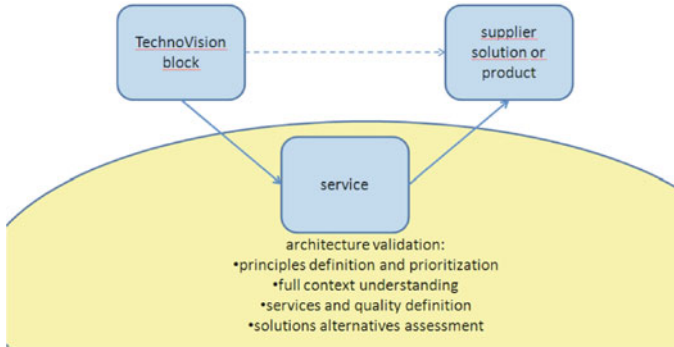 TechnoVision
block
supplier
solution or
product
service
architecture validation:
•principles definition and prioritization
•full context understanding
•services and quality definition
•solutions alternatives assessment